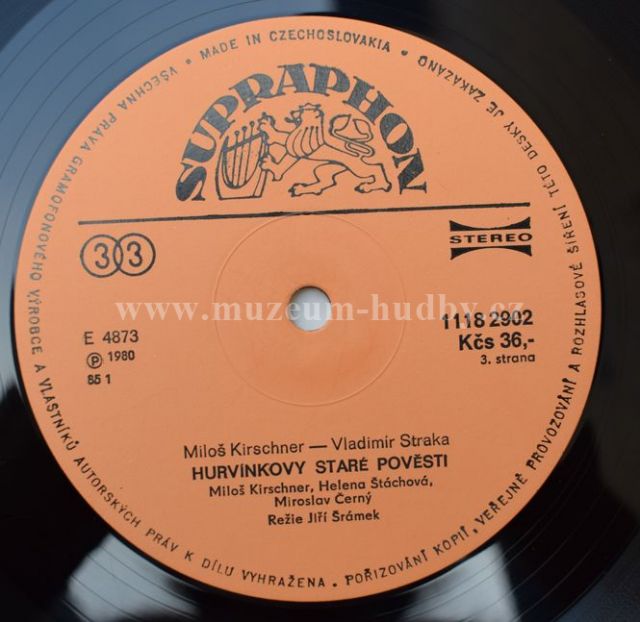 VŠECHNA PRÁVA GRAMOFONOVÉHO VÝROBCE A VLASTNÍKŮ AUTORSKÝCH PRÁV K DÍLU VYHRAŽENA. POŘIZOVÁNÍ KOPIÍ, VEŘEJNÉ PROVOZOVÁNÍ A ROZHLASOVÉ ŠÍŘENÍ TÉTO DESKY JE ZAKÁZÁNO • MADE IN CZECHOSLOVAKIA •
SUPRAPHON
33
STEREO
www.muzeum-hudby.cz
E 4873
Ⓟ 1980
85 1
1118 2902
Kčs 36,-
3. strana
Miloš Kirschner — Vladimír Straka
HURVÍNKOVY STARÉ POVĚSTI
Miloš Kirschner, Helena Štáchová,
Miroslav Černý
Režie Jiří Šrámek